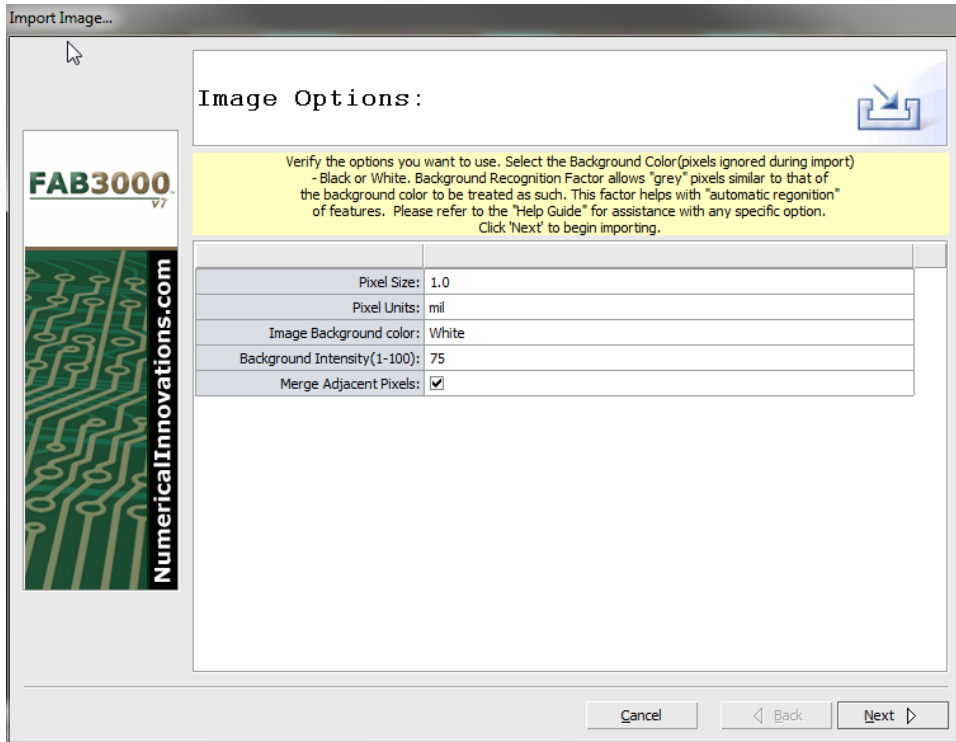 Import Image...
Image Options:
FAB3000
V7
NumericalInnovations.com
Verify the options you want to use. Select the Background Color(pixels ignored during import)
- Black or White. Background Recognition Factor allows "grey" pixels similar to that of
the background color to be treated as such. This factor helps with "automatic regonition"
of features.  Please refer to the "Help Guide" for assistance with any specific option.
Click 'Next' to begin importing.
Pixel Size: 1.0
Pixel Units: mil
Image Background color: White
Background Intensity(1-100): 75
Merge Adjacent Pixels:
Cancel Back Next